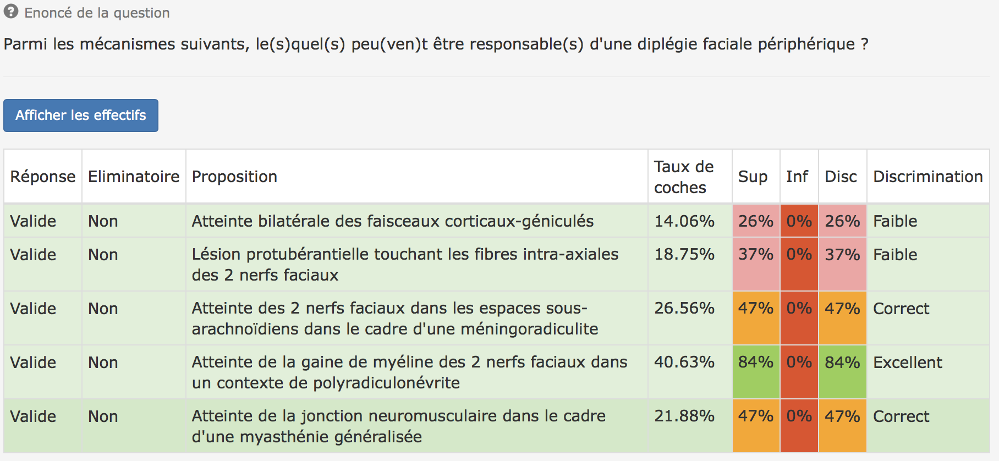 Enoncé de la question
Parmi les mécanismes suivants, le(s)quel(s) peu(ven)t être responsable(s) d'une diplégie faciale périphérique ?
Afficher les effectifs
Réponse Eliminatoire Proposition Taux de coches Sup Inf Disc Discrimination
Valide Non Atteinte bilatérale des faisceaux corticaux-géniculés 14.06% 26% 0% 26% Faible
Valide Non Lésion protubérantielle touchant les fibres intra-axiales 18.75% 37% 0% 37% Faible
des 2 nerfs faciaux
Valide Non Atteinte des 2 nerfs faciaux dans les espaces sous- 26.56% 47% 0% 47% Correct
arachnoïdiens dans le cadre d'une méningoradiculite
Valide Non Atteinte de la gaine de myéline des 2 nerfs faciaux dans 40.63% 84% 0% 84% Excellent
un contexte de polyradiculonévrite
Valide Non Atteinte de la jonction neuromusculaire dans le cadre 21.88% 47% 0% 47% Correct
d'une myasthénie généralisée